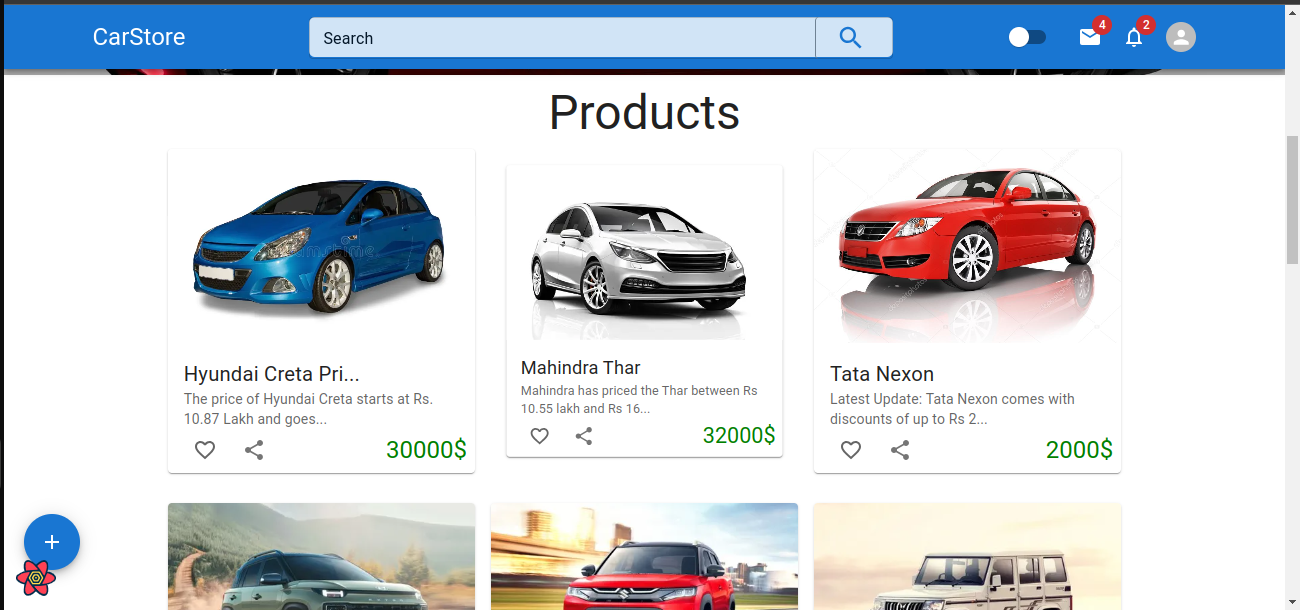 CarStore
Search
4
2
Products
Hyundai Creta Pri...
The price of Hyundai Creta starts at Rs.
10.87 Lakh and goes...
30000$
Mahindra Thar
Mahindra has priced the Thar between Rs
10.55 lakh and Rs 16...
32000$
Tata Nexon
Latest Update: Tata Nexon comes with
discounts of up to Rs 2...
2000$